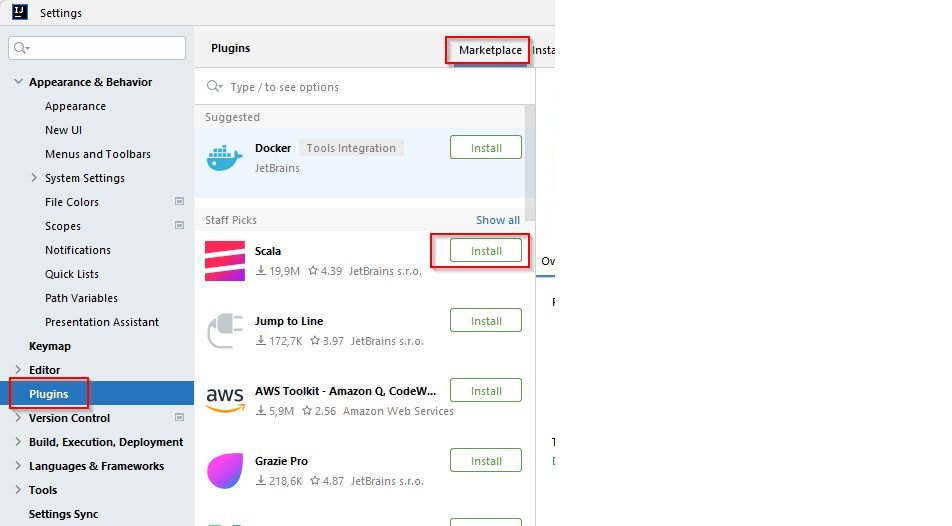 Settings
Plugins
Marketplace
Insta
Type / to see options
Appearance & Behavior
Appearance
New UI
Menus and Toolbars
System Settings
File Colors
Scopes
Notifications
Quick Lists
Path Variables
Presentation Assistant
Keymap
Editor
Plugins
Version Control
Build, Execution, Deployment
Languages & Frameworks
Tools
Settings Sync
Suggested
Docker Tools Integration
Install
JetBrains
Staff Picks
Show all
Scala
Install
19,9M 4.39 JetBrains s.r.o.
Jump to Line
Install
172,7K 3.97 JetBrains s.r.o.
aws
AWS Toolkit - Amazon Q, CodeW...
Install
5,9M 2.56 Amazon Web Services
Grazie Pro
Install
218,6K 4.87 JetBrains s.r.o.
Ov